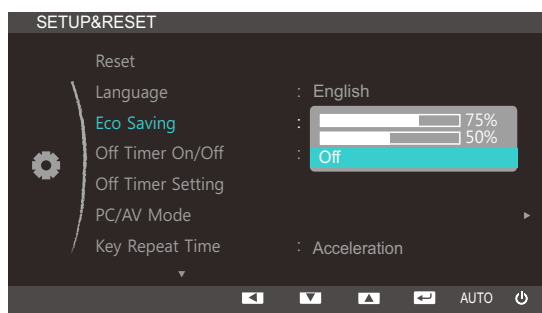 SETUP&RESET
Reset
Language : English
Eco Saving : 75%
50%
Off Timer On/Off : Off
Off Timer Setting
PC/AV Mode
Key Repeat Time : Acceleration
AUTO